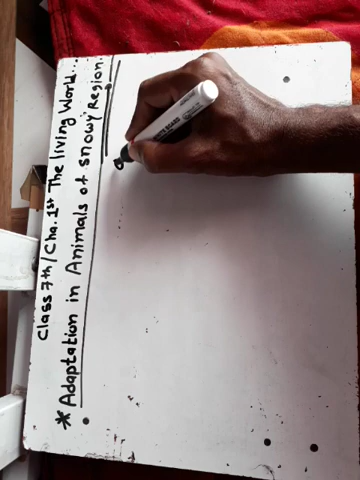 Class 7th/Cha. 1st The living World...
* Adaptation in Animals of snowy Region.